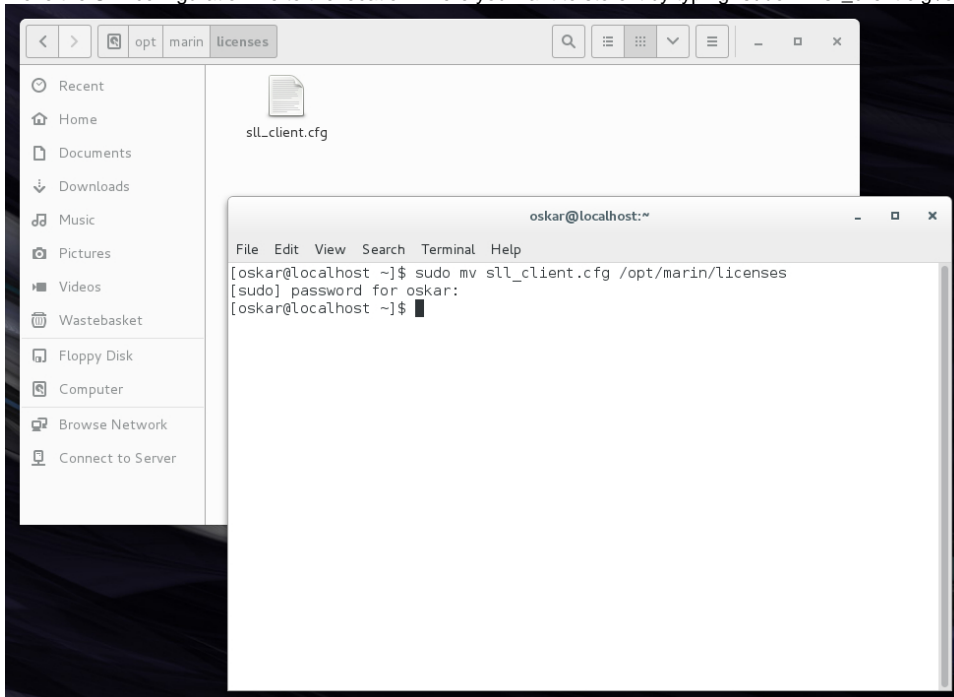 opt marin licenses
Recent
Home
Documents
Downloads
Music
Pictures
Videos
Wastebasket
Floppy Disk
Computer
Browse Network
Connect to Server
sll_client.cfg
oskar@localhost:~
File Edit View Search Terminal Help
[oskar@localhost ~]$ sudo mv sll_client.cfg /opt/marin/licenses
[sudo] password for oskar:
[oskar@localhost ~]$